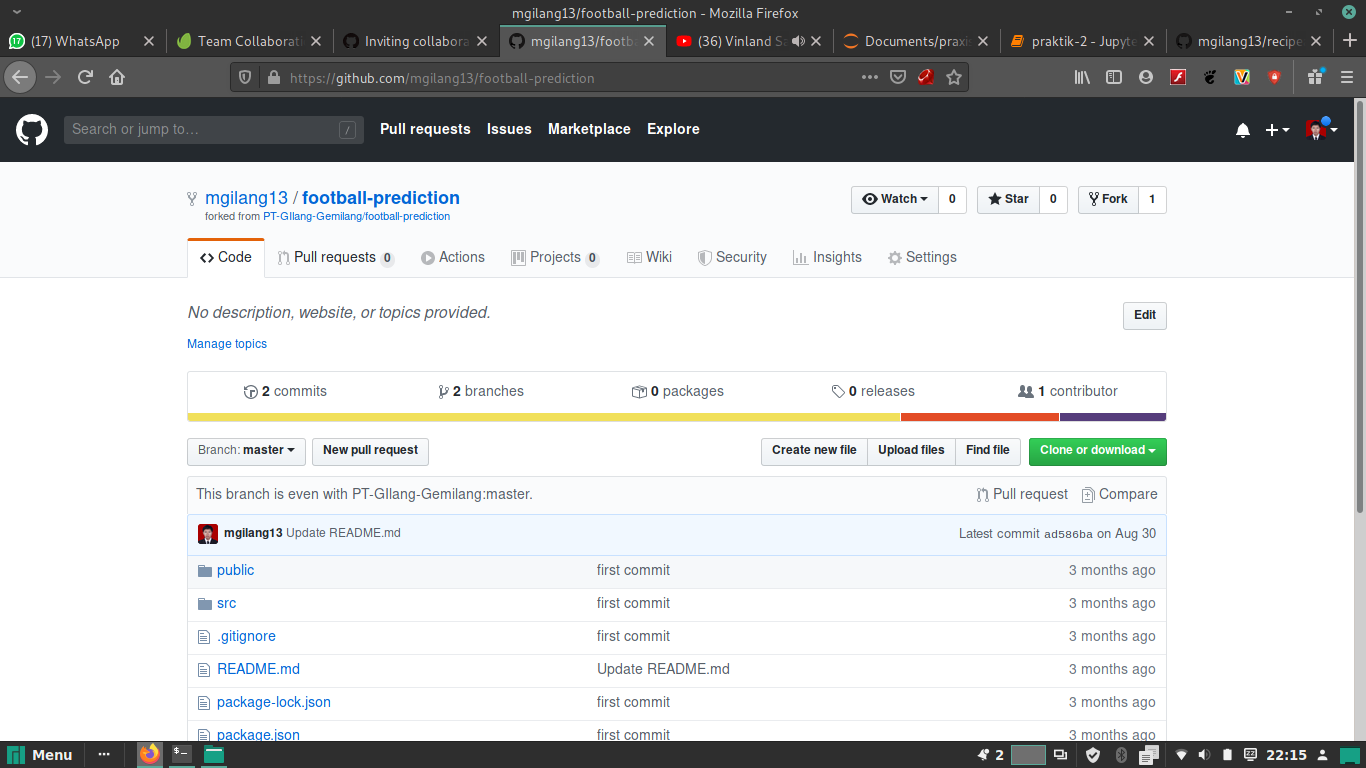 mgilang13/football-prediction - Mozilla Firefox
(17) WhatsApp
Team Collaborati
Inviting collabora
mgilang13/footb
(36) Vinland S
Documents/praxis
praktik-2 - Jupyte
mgilang13/recipe
https://github.com/mgilang13/football-prediction
Search or jump to…
/
Pull requests
Issues
Marketplace
Explore
mgilang13 / football-prediction
Watch 0
Star 0
Fork 1
forked from PT-GIlang-Gemilang/football-prediction
Code
Pull requests 0
Actions
Projects 0
Wiki
Security
Insights
Settings
No description, website, or topics provided.
Edit
Manage topics
2 commits
2 branches
0 packages
0 releases
1 contributor
Branch: master
New pull request
Create new file
Upload files
Find file
Clone or download
This branch is even with PT-GIlang-Gemilang:master.
Pull request
Compare
mgilang13 Update README.md
Latest commit ad586ba on Aug 30
public first commit 3 months ago
src first commit 3 months ago
.gitignore first commit 3 months ago
README.md Update README.md 3 months ago
package-lock.json first commit 3 months ago
package.json first commit 3 months ago
Menu
2
22:15